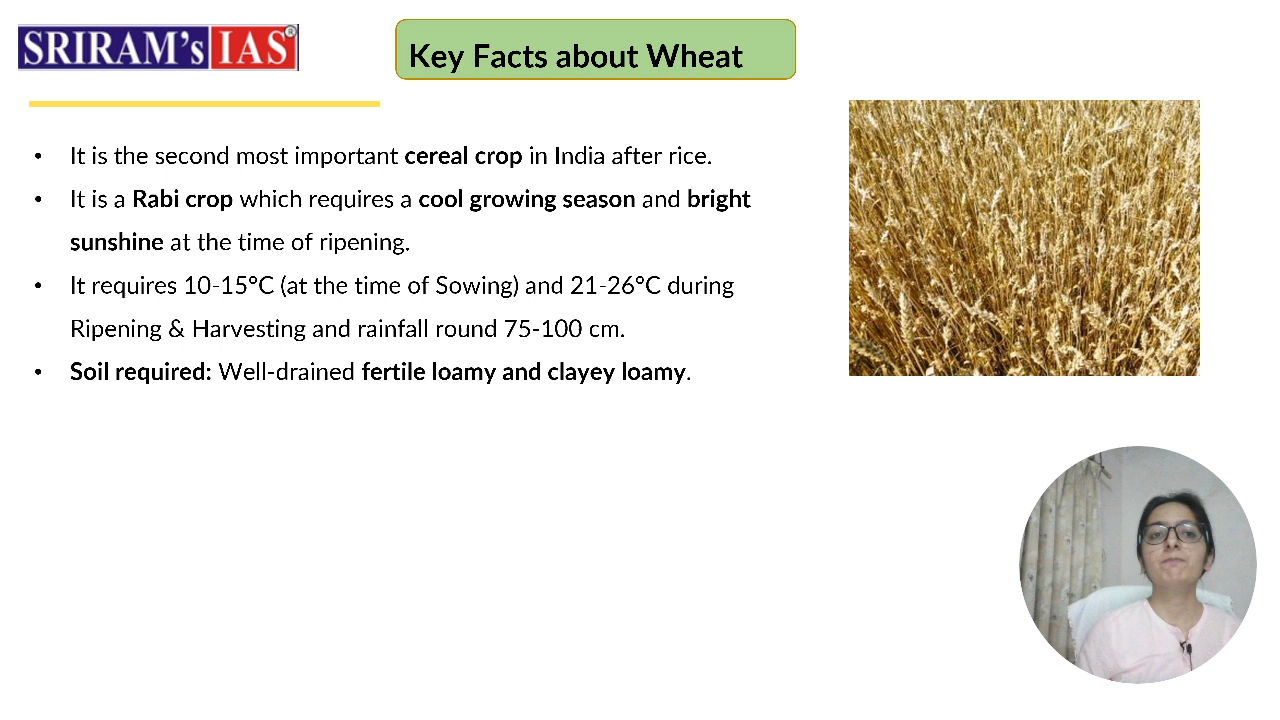 SRIRAM's IAS®
Key Facts about Wheat
• It is the second most important cereal crop in India after rice.
• It is a Rabi crop which requires a cool growing season and bright
sunshine at the time of ripening.
• It requires 10-15°C (at the time of Sowing) and 21-26°C during
Ripening & Harvesting and rainfall round 75-100 cm.
• Soil required: Well-drained fertile loamy and clayey loamy.